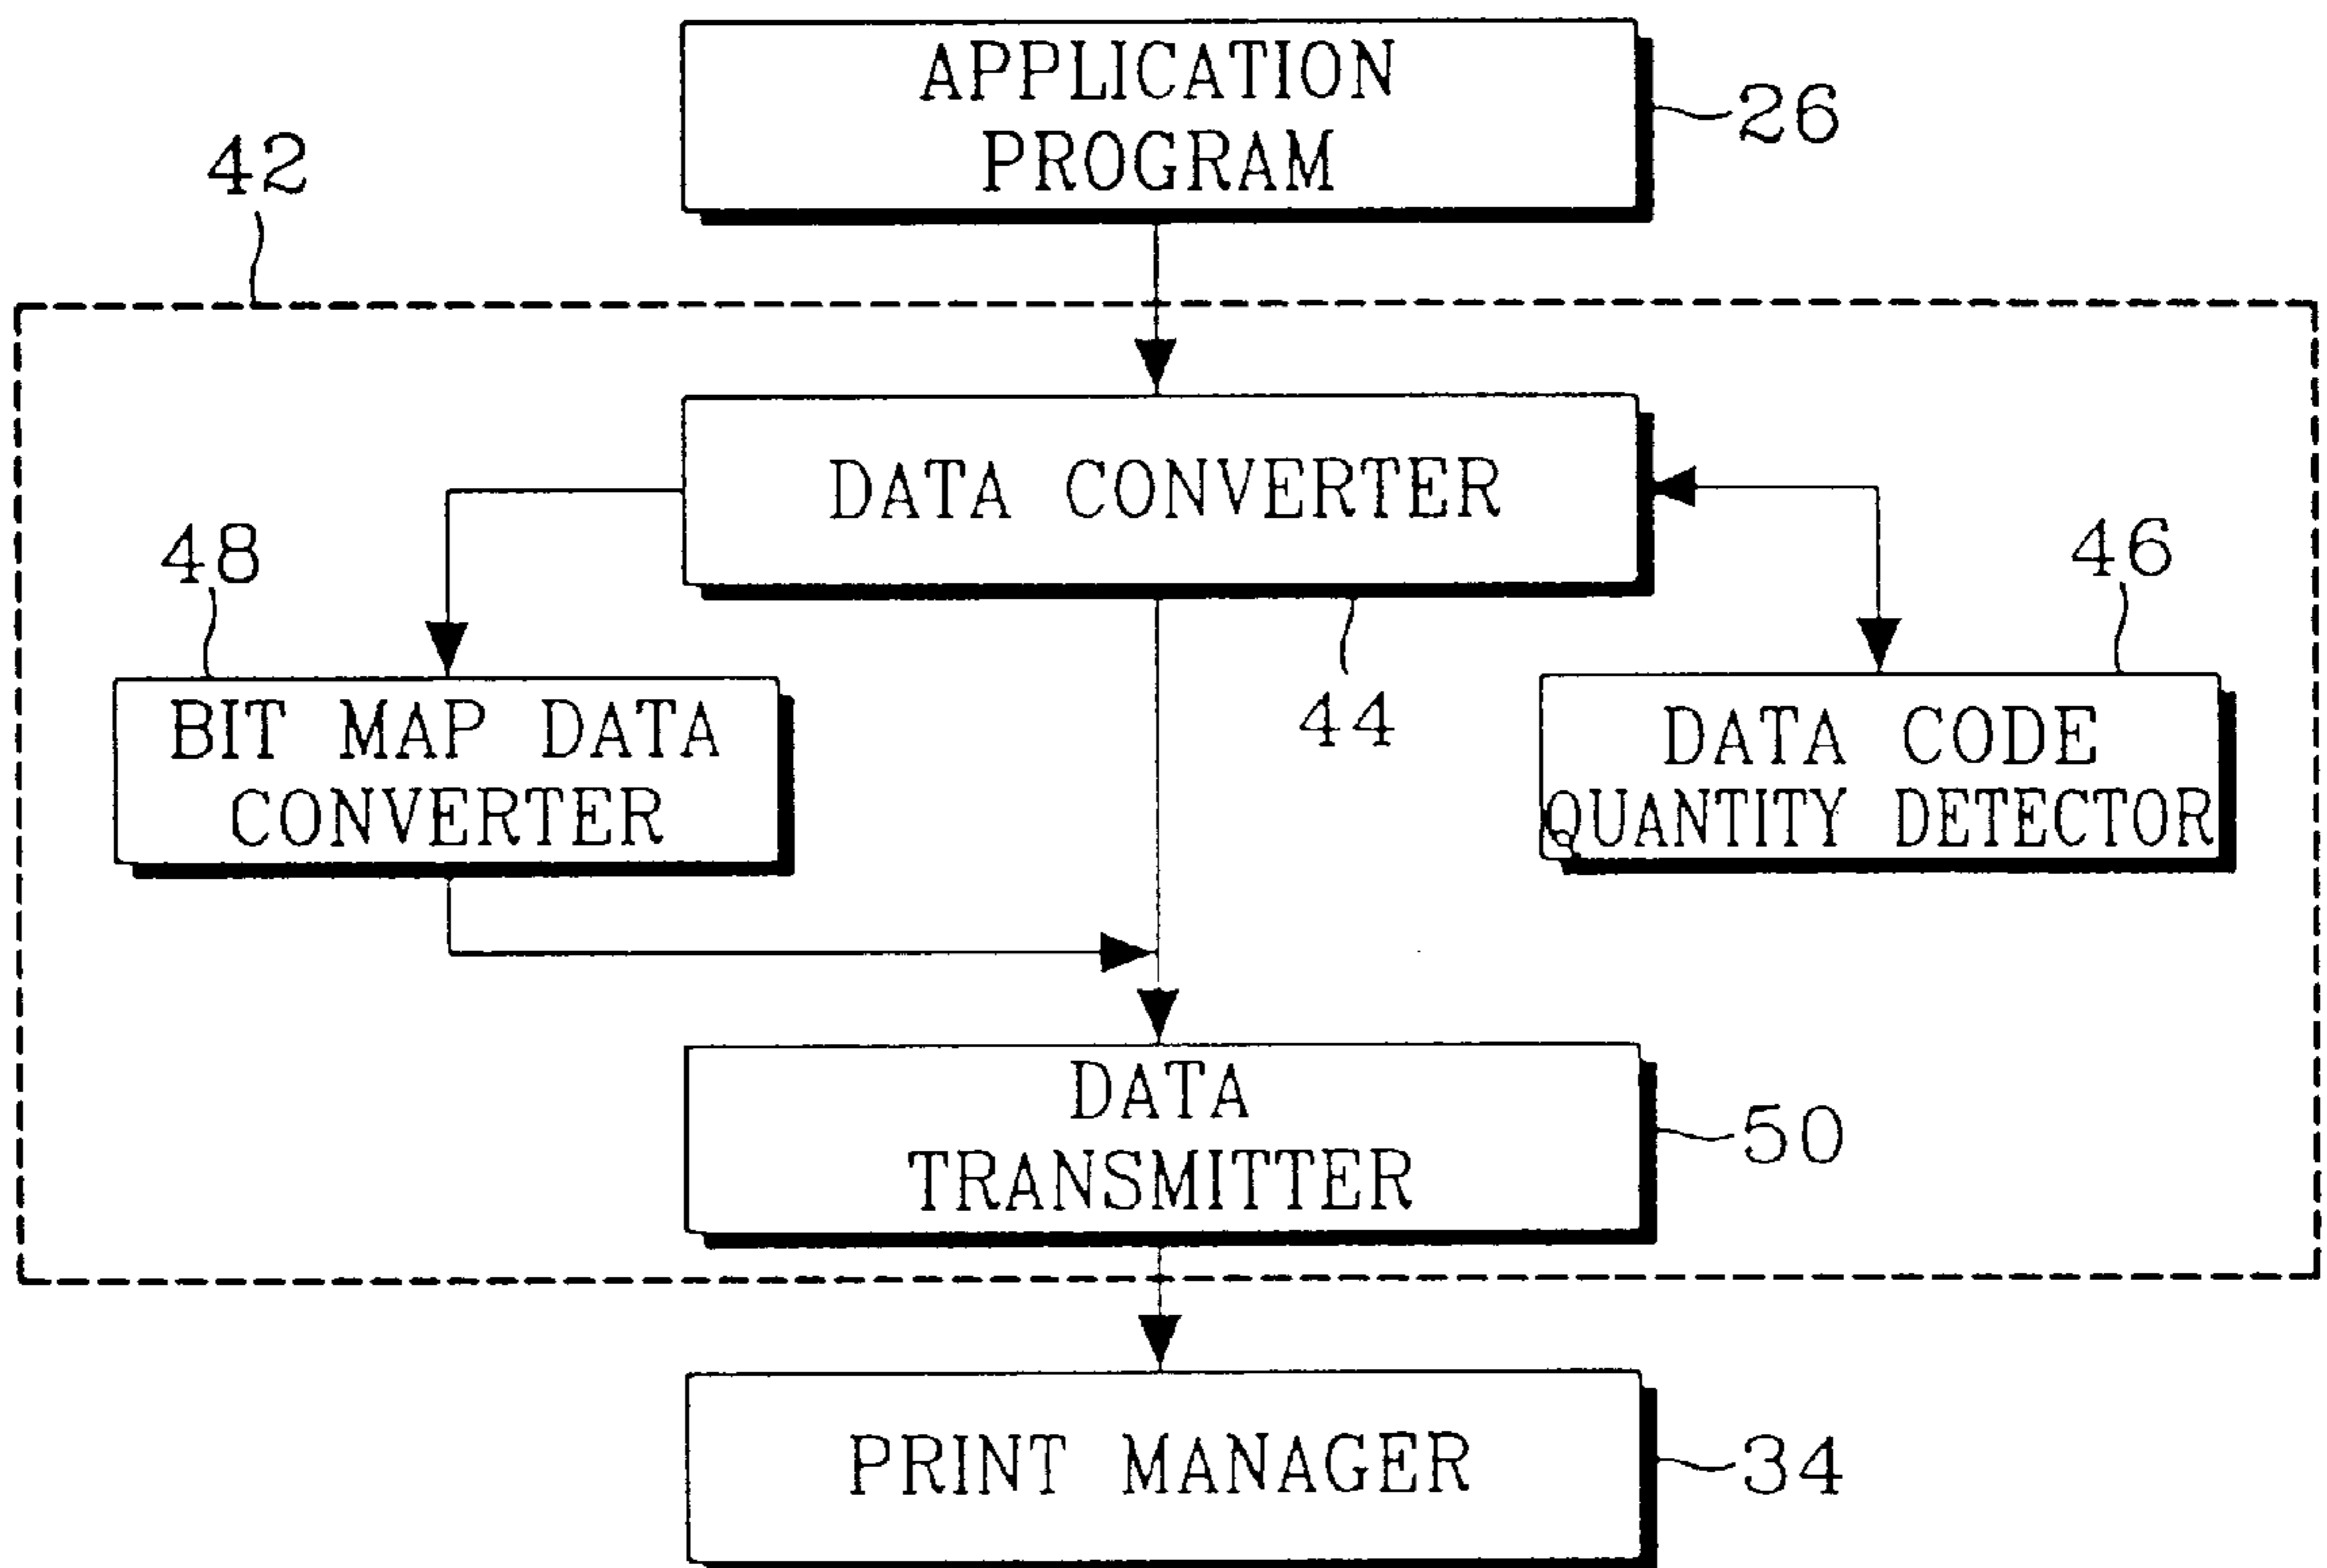 APPLICATION
PROGRAM
26
42
DATA CONVERTER
48
46
44
BIT MAP DATA
CONVERTER
DATA CODE
QUANTITY DETECTOR
DATA
TRANSMITTER
50
PRINT MANAGER
34